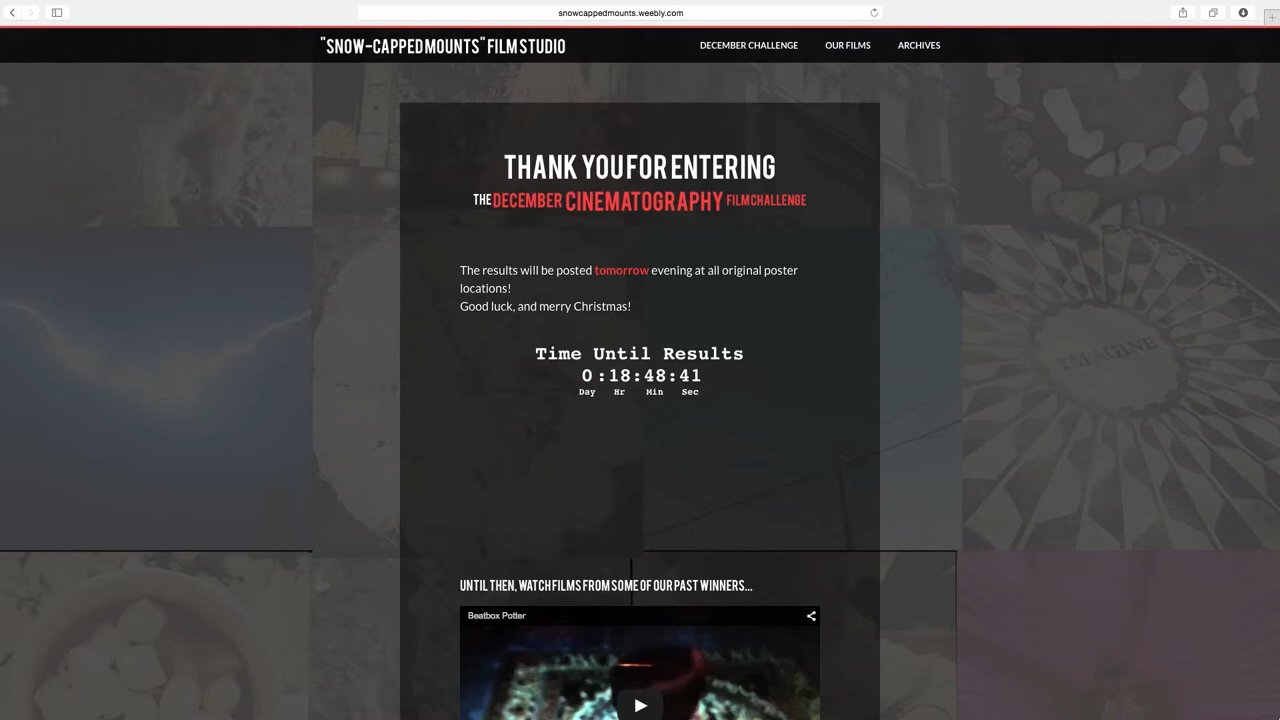 snowcappedmounts.weebly.com
"SNOW-CAPPED MOUNTS" FILM STUDIO
DECEMBER CHALLENGE OUR FILMS ARCHIVES
THANK YOU FOR ENTERING
THE DECEMBER CINEMATOGRAPHY FILM CHALLENGE
The results will be posted tomorrow evening at all original poster
locations!
Good luck, and merry Christmas!
Time Until Results
0:18:48:41
Day Hr Min Sec
IMAGINE
UNTIL THEN, WATCH FILMS FROM SOME OF OUR PAST WINNERS...
Beatbox Potter